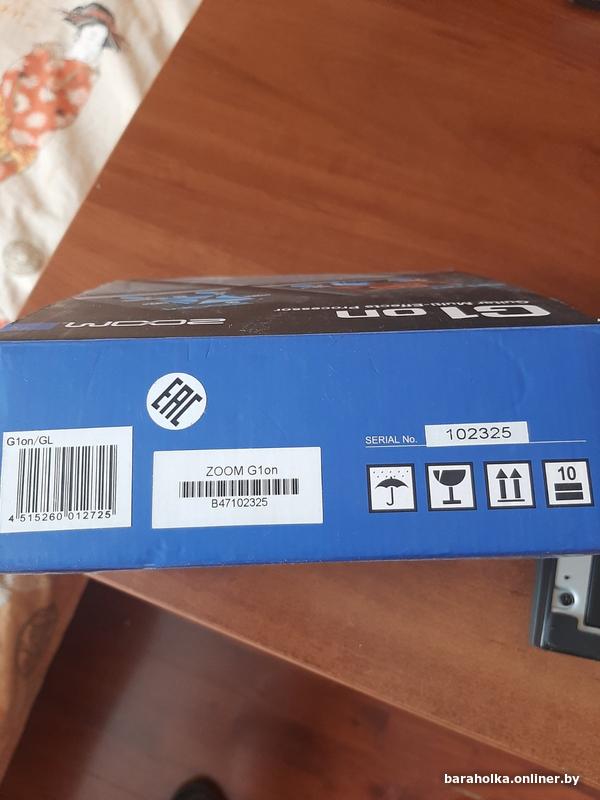 G1on
Guitar Multi-Effects Processor
ZOOM
EAC
G1on/GL
4 515260 012725
ZOOM G1on
B47102325
SERIAL No. 102325
10
baraholka.onliner.by